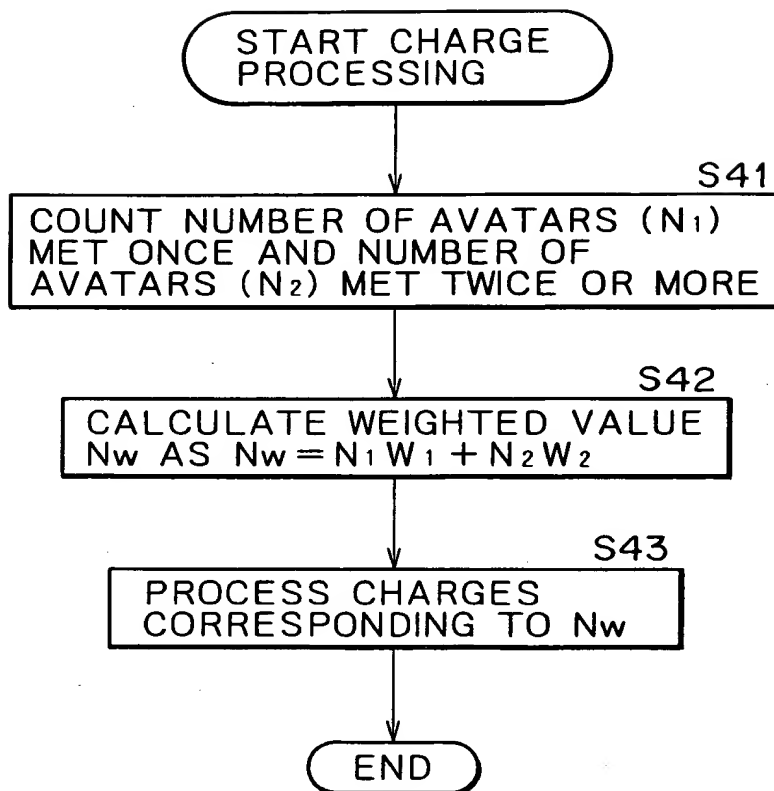 START CHARGE
PROCESSING
S41
COUNT NUMBER OF AVATARS (N1)
MET ONCE AND NUMBER OF
AVATARS (N2) MET TWICE OR MORE
S42
CALCULATE WEIGHTED VALUE
Nw AS Nw=N1W1+N2W2
S43
PROCESS CHARGES
CORRESPONDING TO Nw
END